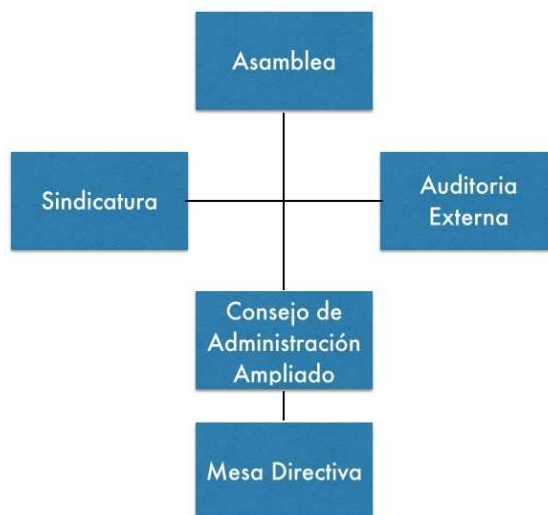 Asamblea
Sindicatura
Auditoria
Externa
Consejo de
Administración
Ampliado
Mesa Directiva